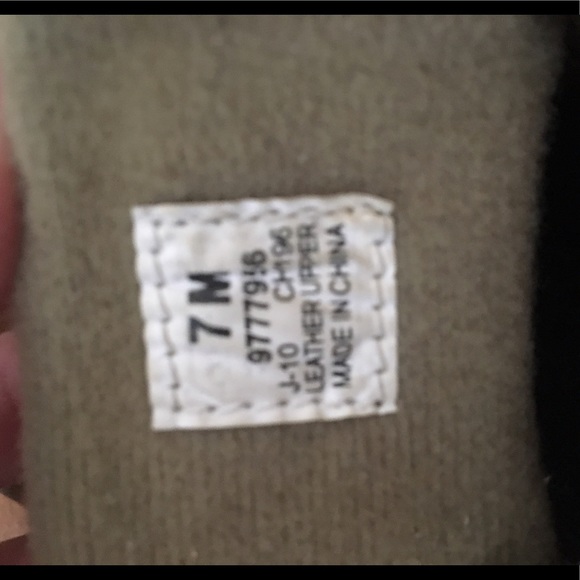 7 M
J-10 CH196
LEATHER UPPER
MADE IN CHINA